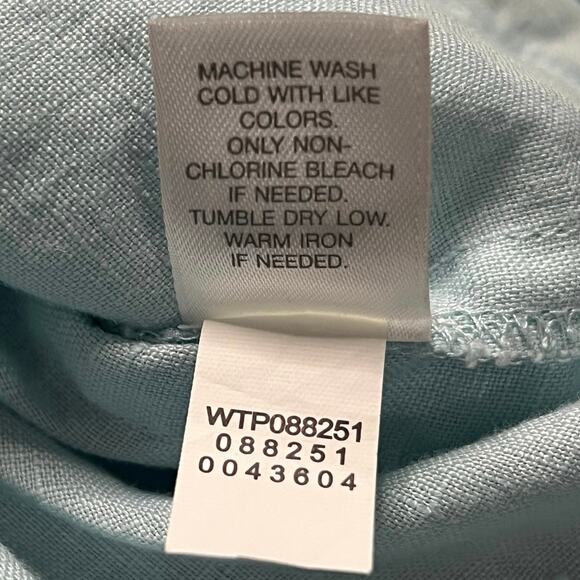 MACHINE WASH
COLD WITH LIKE
COLORS.
ONLY NON-
CHLORINE BLEACH
IF NEEDED.
TUMBLE DRY LOW.
WARM IRON
IF NEEDED.
WTP088251
088251
0043604